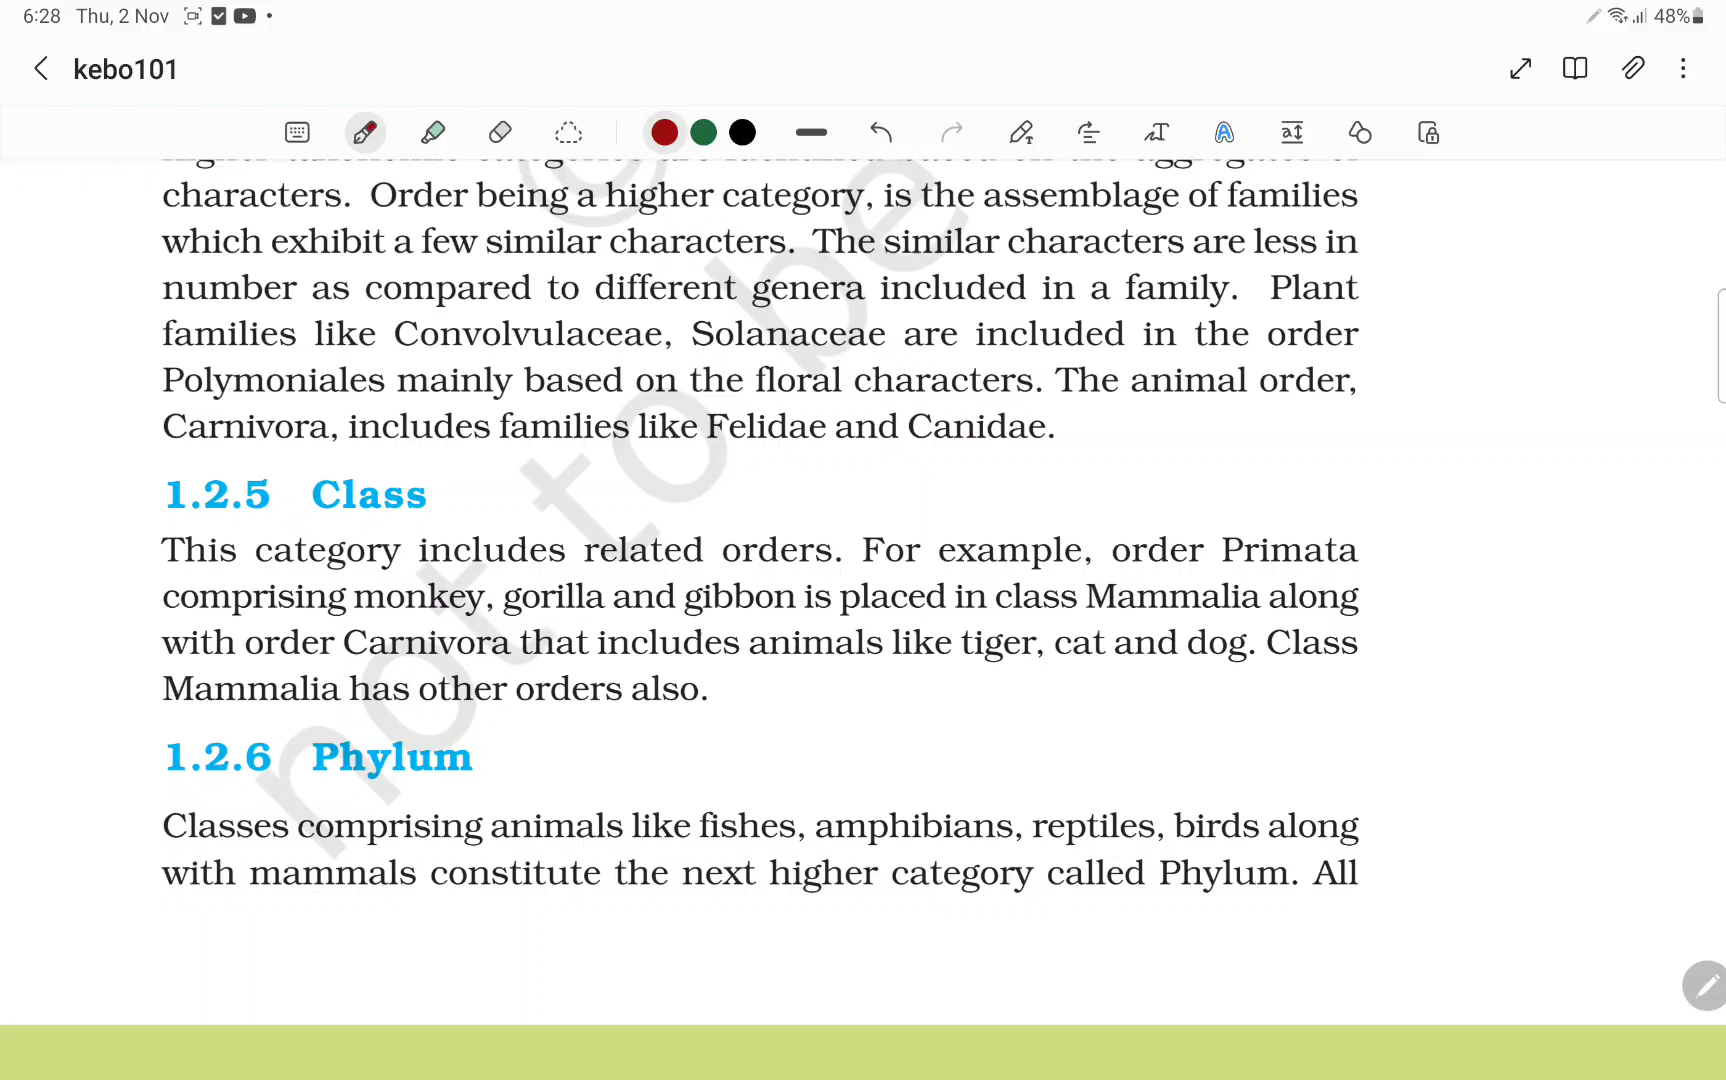 6:28 Thu, 2 Nov
48%
kebo101
characters. Order being a higher category, is the assemblage of families
which exhibit a few similar characters. The similar characters are less in
number as compared to different genera included in a family. Plant
families like Convolvulaceae, Solanaceae are included in the order
Polymoniales mainly based on the floral characters. The animal order,
Carnivora, includes families like Felidae and Canidae.
1.2.5 Class
This category includes related orders. For example, order Primata
comprising monkey, gorilla and gibbon is placed in class Mammalia along
with order Carnivora that includes animals like tiger, cat and dog. Class
Mammalia has other orders also.
1.2.6 Phylum
Classes comprising animals like fishes, amphibians, reptiles, birds along
with mammals constitute the next higher category called Phylum. All
not to be